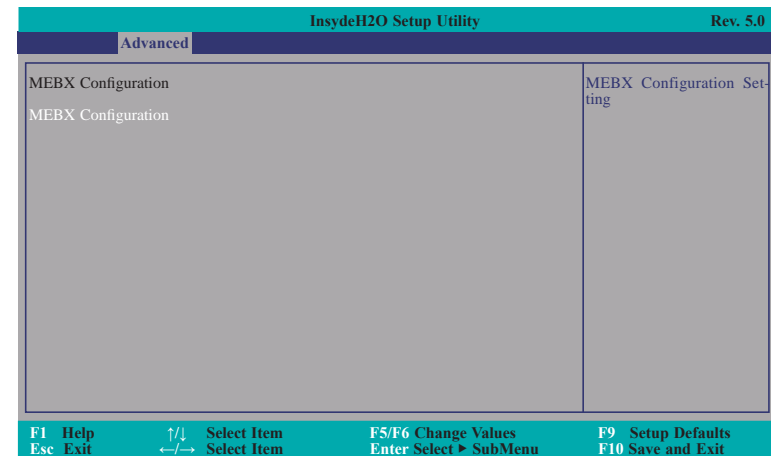 InsydeH2O Setup Utility Rev. 5.0
Advanced
MEBX Configuration
MEBX Configuration
MEBX Configuration Set-
ting
F1 Help ↑/↓ Select Item F5/F6 Change Values F9 Setup Defaults
Esc Exit ←/→ Select Item Enter Select ▶ SubMenu F10 Save and Exit